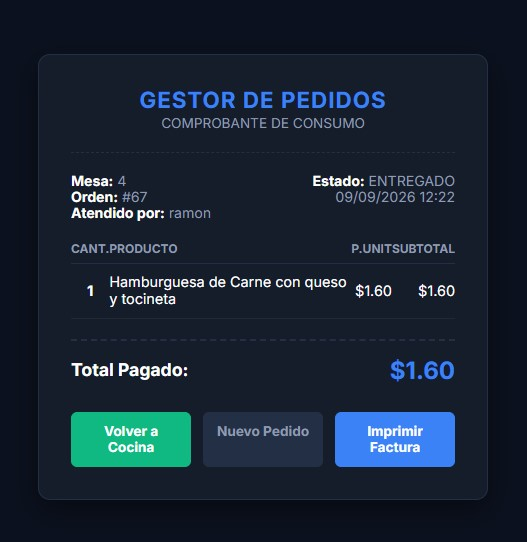 GESTOR DE PEDIDOS
COMPROBANTE DE CONSUMO
Mesa: 4
Estado: ENTREGADO
Orden: #67
09/09/2026 12:22
Atendido por: ramon
CANT.PRODUCTO P.UNITSUBTOTAL
1 Hamburguesa de Carne con queso $1.60 $1.60
y tocineta
Total Pagado: $1.60
Volver a
Cocina
Nuevo Pedido
Imprimir
Factura